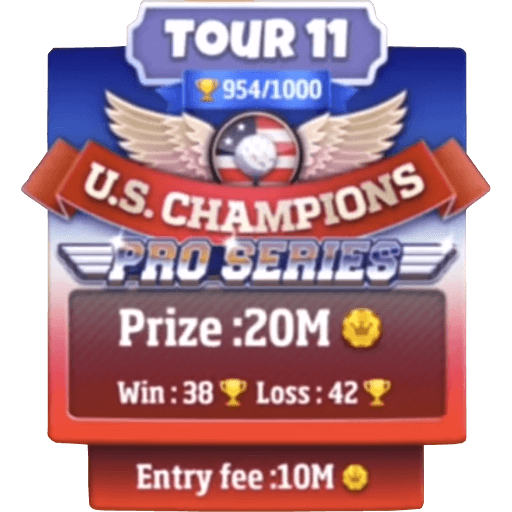 TOUR 11
954/1000
U.S. CHAMPIONS
PRO SERIES
Prize :20M
Win : 38 Loss : 42
Entry fee :10M